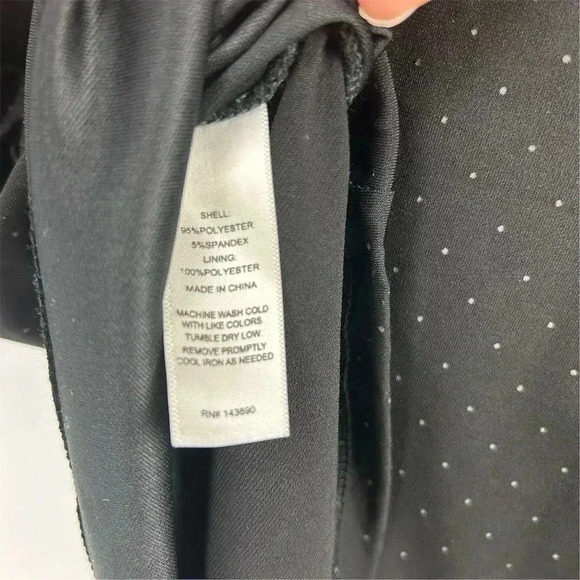 SHELL:
95%POLYESTER
5%SPANDEX
LINING:
100%POLYESTER
MADE IN CHINA
MACHINE WASH COLD
WITH LIKE COLORS.
TUMBLE DRY LOW.
REMOVE PROMPTLY
COOL IRON AS NEEDED
RN# 143690